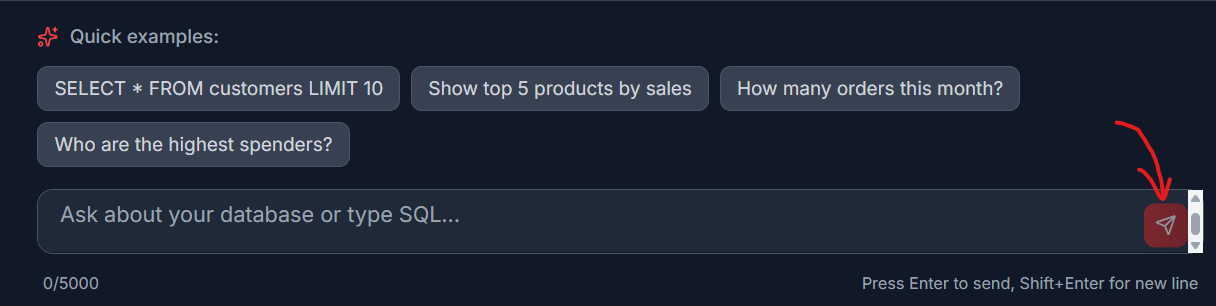 Quick examples:
SELECT * FROM customers LIMIT 10
Show top 5 products by sales
How many orders this month?
Who are the highest spenders?
Ask about your database or type SQL...
0/5000
Press Enter to send, Shift+Enter for new line